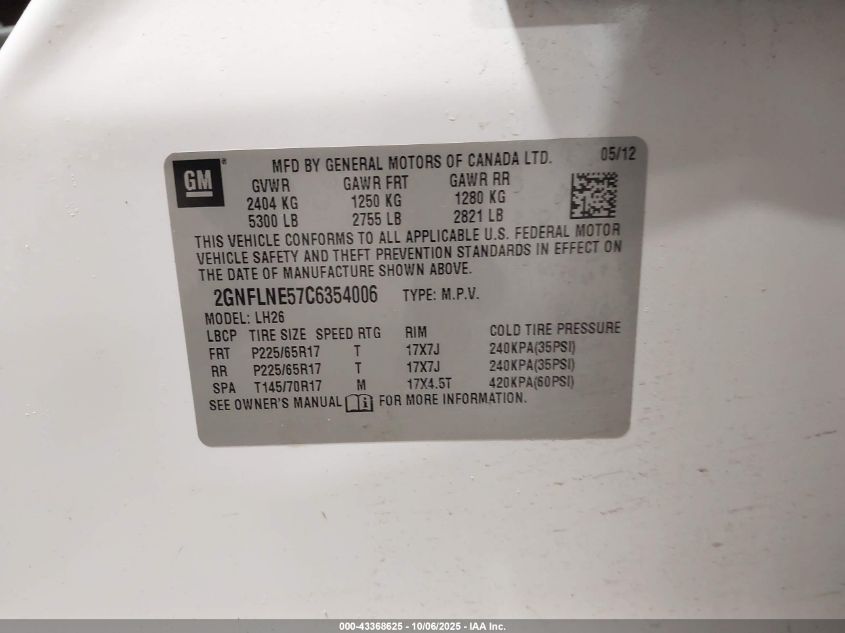 GM ®
MFD BY GENERAL MOTORS OF CANADA LTD. 05/12
GVWR GAWR FRT GAWR RR
2404 KG 1250 KG 1280 KG
5300 LB 2755 LB 2821 LB
THIS VEHICLE CONFORMS TO ALL APPLICABLE U.S. FEDERAL MOTOR
VEHICLE SAFETY AND THEFT PREVENTION STANDARDS IN EFFECT ON
THE DATE OF MANUFACTURE SHOWN ABOVE.
2GNFLNE57C6354006 TYPE: M.P.V.
MODEL: LH26
LBCP TIRE SIZE SPEED RTG RIM COLD TIRE PRESSURE
FRT P225/65R17 T 17X7J 240KPA(35PSI)
RR P225/65R17 T 17X7J 240KPA(35PSI)
SPA T145/70R17 M 17X4.5T 420KPA(60PSI)
SEE OWNER'S MANUAL i FOR MORE INFORMATION.
000-43368625 - 10/06/2025 - IAA Inc.